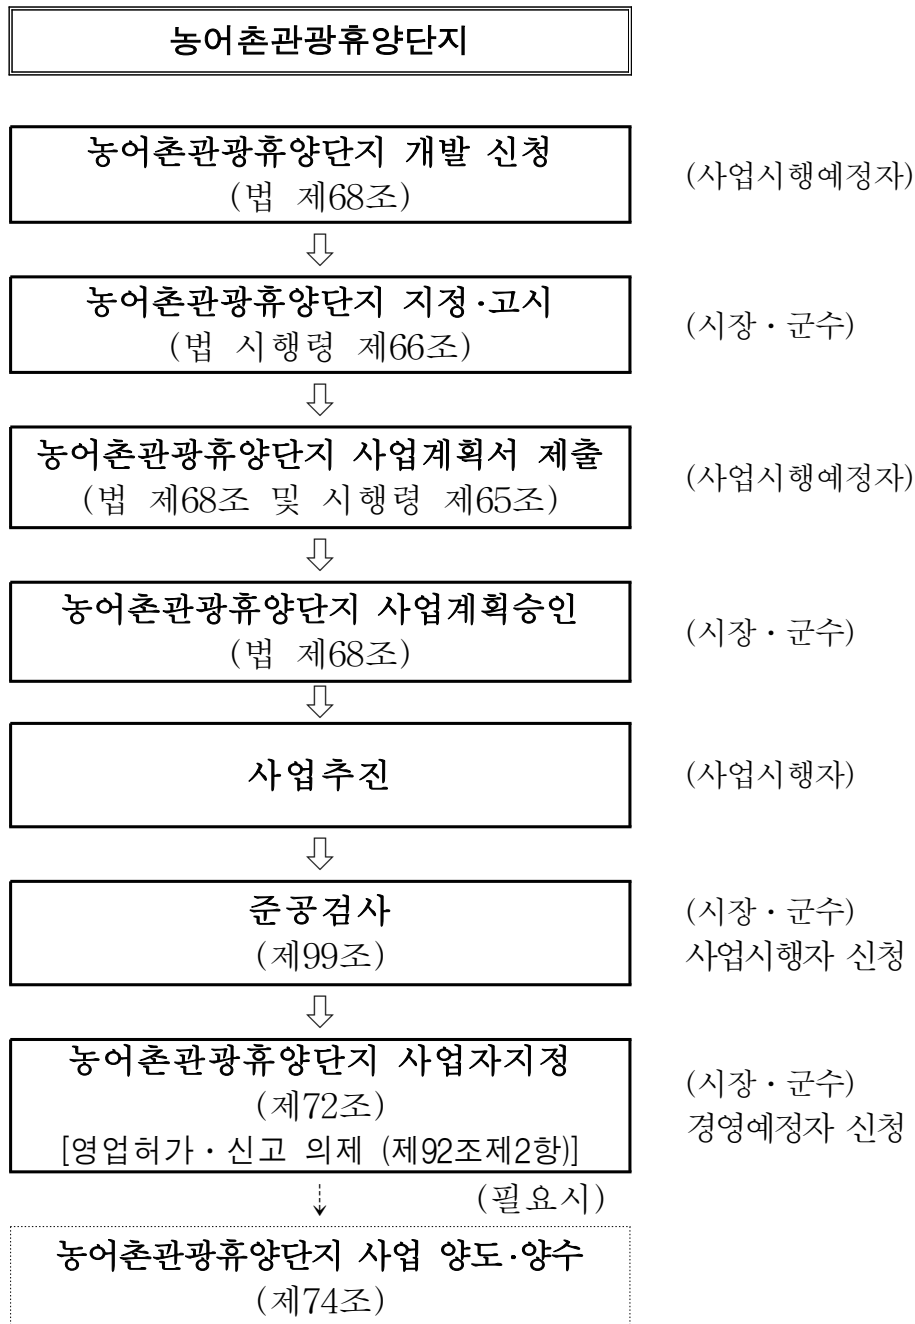 농어촌관광휴양단지
농어촌관광휴양단지 개발 신청
(법 제68조)
(사업시행예정자)
농어촌관광휴양단지 지정·고시
(법 시행령 제66조)
(시장·군수)
농어촌관광휴양단지 사업계획서 제출
(법 제68조 및 시행령 제65조)
(사업시행예정자)
농어촌관광휴양단지 사업계획승인
(법 제68조)
(시장·군수)
사업추진
(사업시행자)
준공검사
(제99조)
(시장·군수)
사업시행자 신청
농어촌관광휴양단지 사업자지정
(제72조)
[영업허가·신고 의제 (제92조제2항)]
(시장·군수)
경영예정자 신청
(필요시)
농어촌관광휴양단지 사업 양도·양수
(제74조)